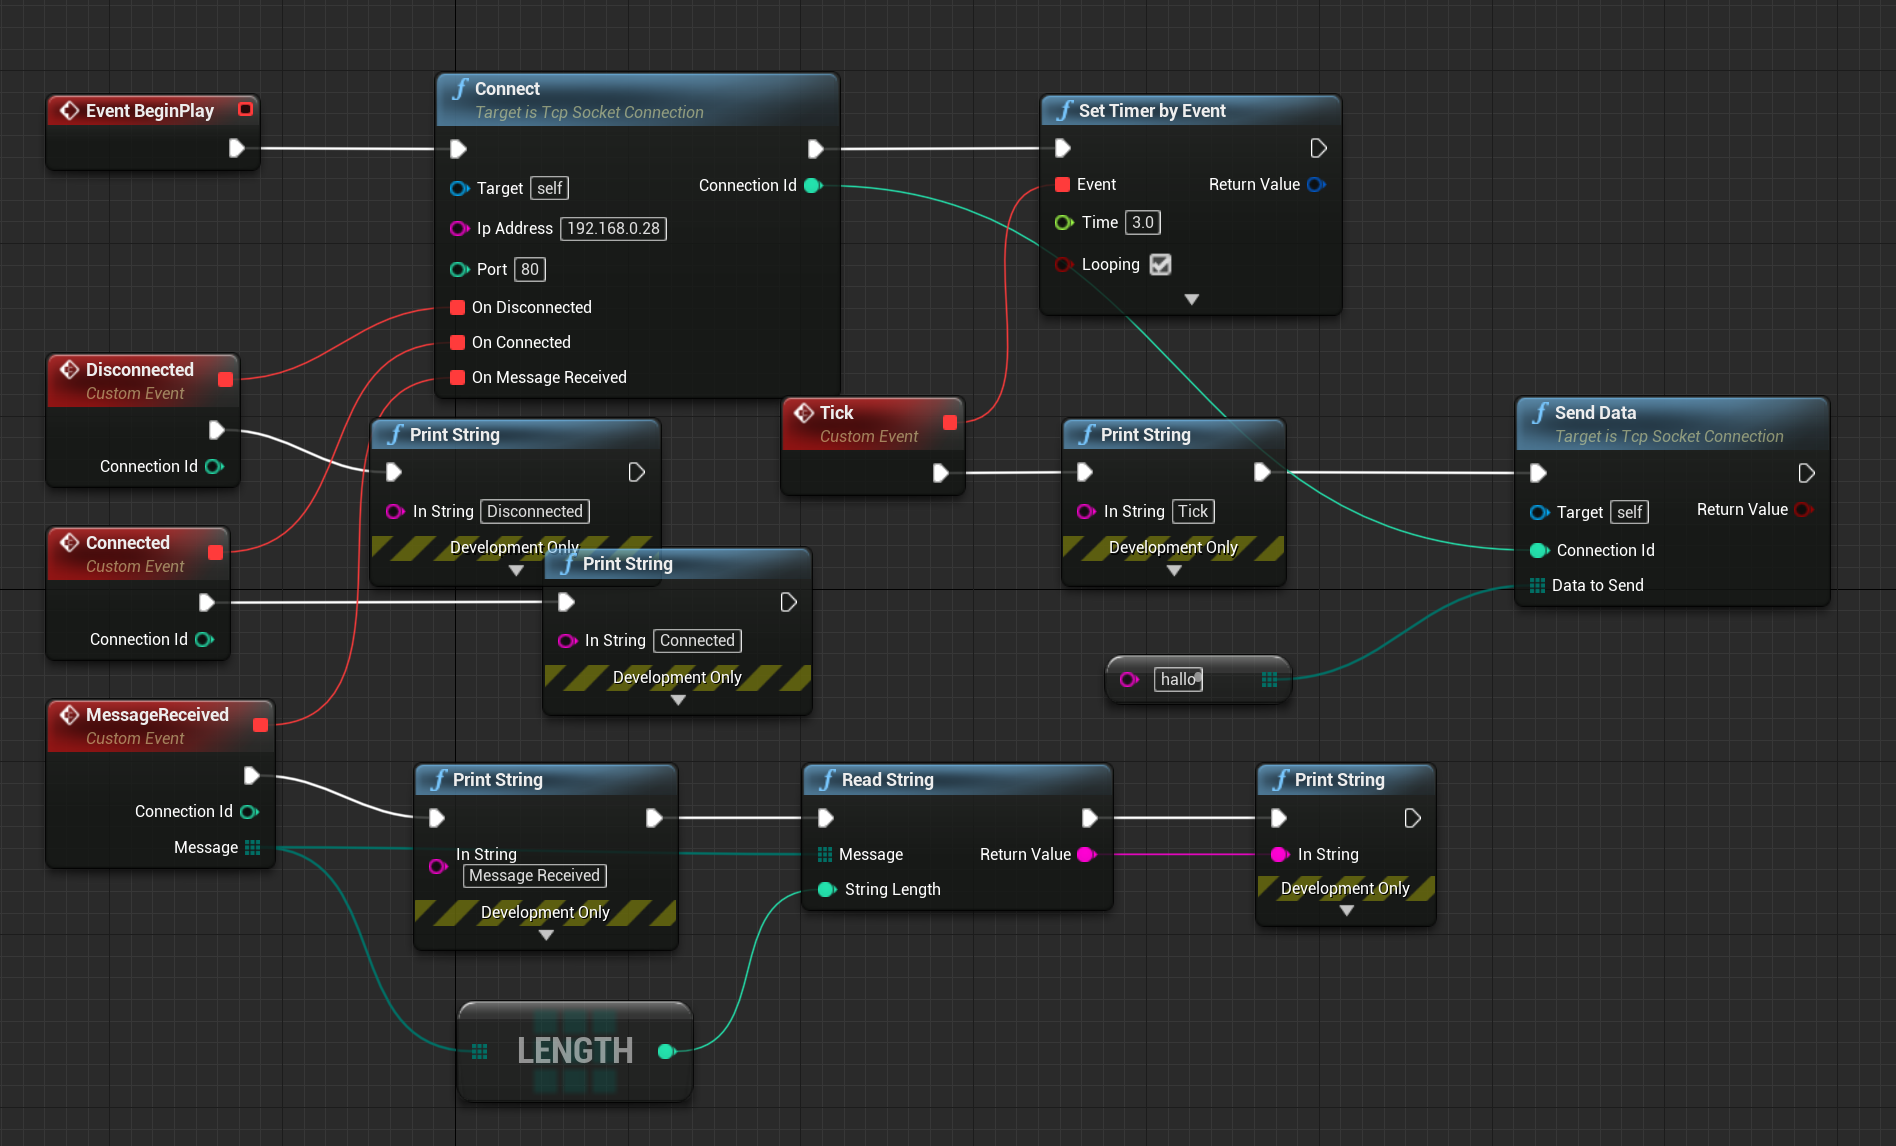 Event BeginPlay
Connect
Target is Tcp Socket Connection
Target self
Connection Id
Ip Address 192.168.0.28
Port 80
On Disconnected
On Connected
On Message Received
Set Timer by Event
Event
Return Value
Time 3.0
Looping
Disconnected
Custom Event
Connection Id
Print String
In String Disconnected
Development Only
Tick
Custom Event
Print String
In String Tick
Development Only
Send Data
Target is Tcp Socket Connection
Target self
Return Value
Connection Id
Data to Send
Connected
Custom Event
Connection Id
Print String
In String Connected
Development Only
hallo
MessageReceived
Custom Event
Connection Id
Message
Print String
In String
Message Received
Development Only
Read String
Message
Return Value
String Length
Print String
In String
Development Only
LENGTH